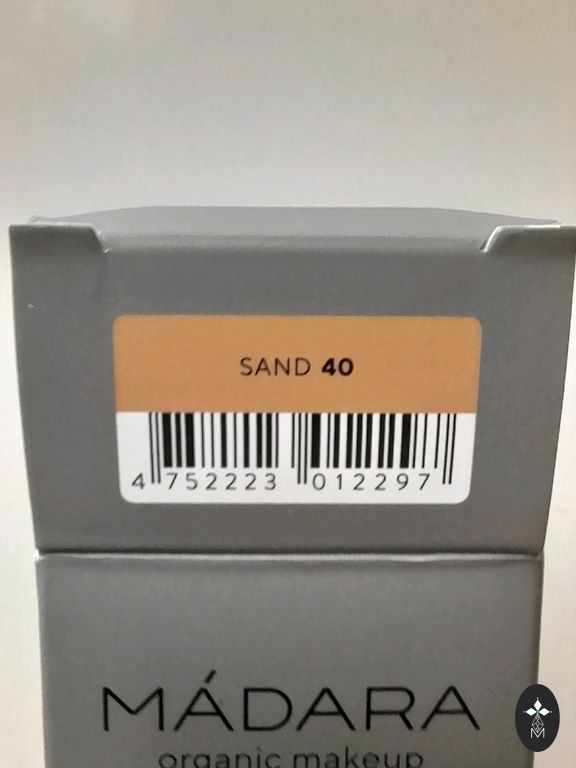 SAND 40
4 752223 012297
MÁDARA
organic makeup
M